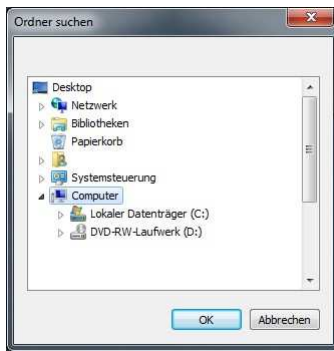 Ordner suchen
Desktop
Netzwerk
Bibliotheken
Papierkorb
Systemsteuerung
Computer
Lokaler Datenträger (C:)
DVD-RW-Laufwerk (D:)
OK
Abbrechen